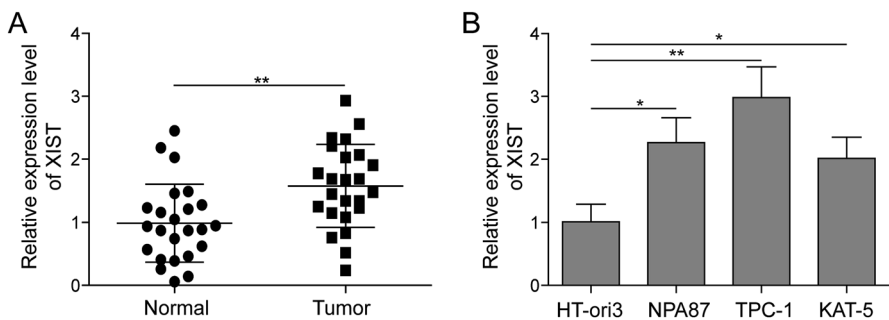 A
Relative expression level
of XIST
4
3
2
1
0
**
Normal
Tumor
B
Relative expression level
of XIST
4
3
2
1
0
*
**
*
HT-ori3
NPA87
TPC-1
KAT-5